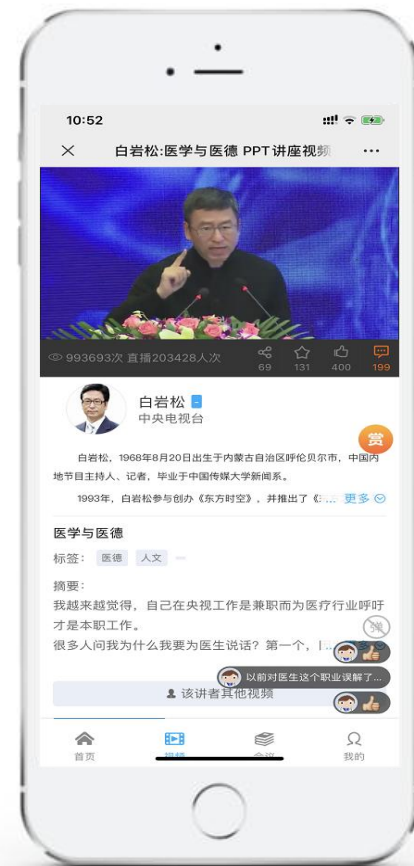 10:52
白岩松:医学与医德 PPT讲座视频
993693次 直播203428人次
69
131
400
199
白岩松
中央电视台
赏
白岩松,1968年8月20日出生于内蒙古自治区呼伦贝尔市,中国内
地节目主持人、记者,毕业于中国传媒大学新闻系。
1993年,白岩松参与创办《东方时空》,并推出了《 ... 更多
医学与医德
标签: 医德 人文
摘要:
我越来越觉得,自己在央视工作是兼职而为医疗行业呼吁
才是本职工作。
弹
很多人问我为什么我要为医生说话?第一个,
以前对医生这个职业误解了...
该讲者其他视频
首页
视频
会议
我的